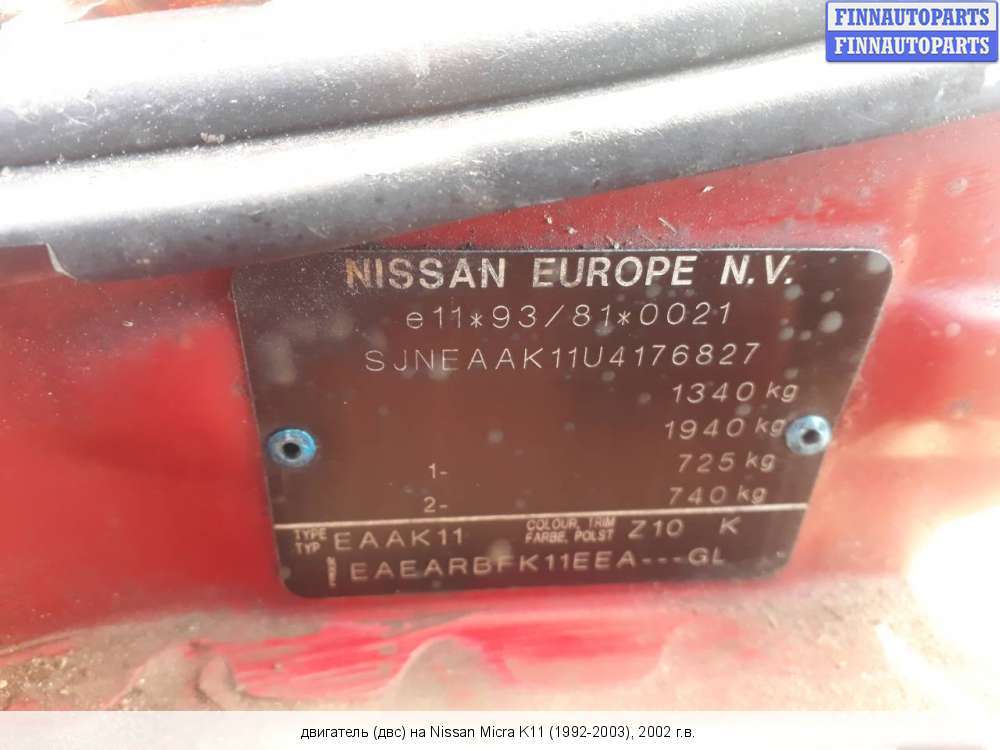 FINNAUTOPARTS
FINNAUTOPARTS
NISSAN EUROPE N.V.
e11*93/81*0021
SJNEAAK11U4176827
1340 kg
1940 kg
1- 725 kg
2- 740 kg
TYPE TYP EAAK11 COLOUR, TRIM FARBE, POLST Z10 K
EAEARBFK11EEA---GL
двигатель (двс) на Nissan Micra K11 (1992-2003), 2002 г.в.